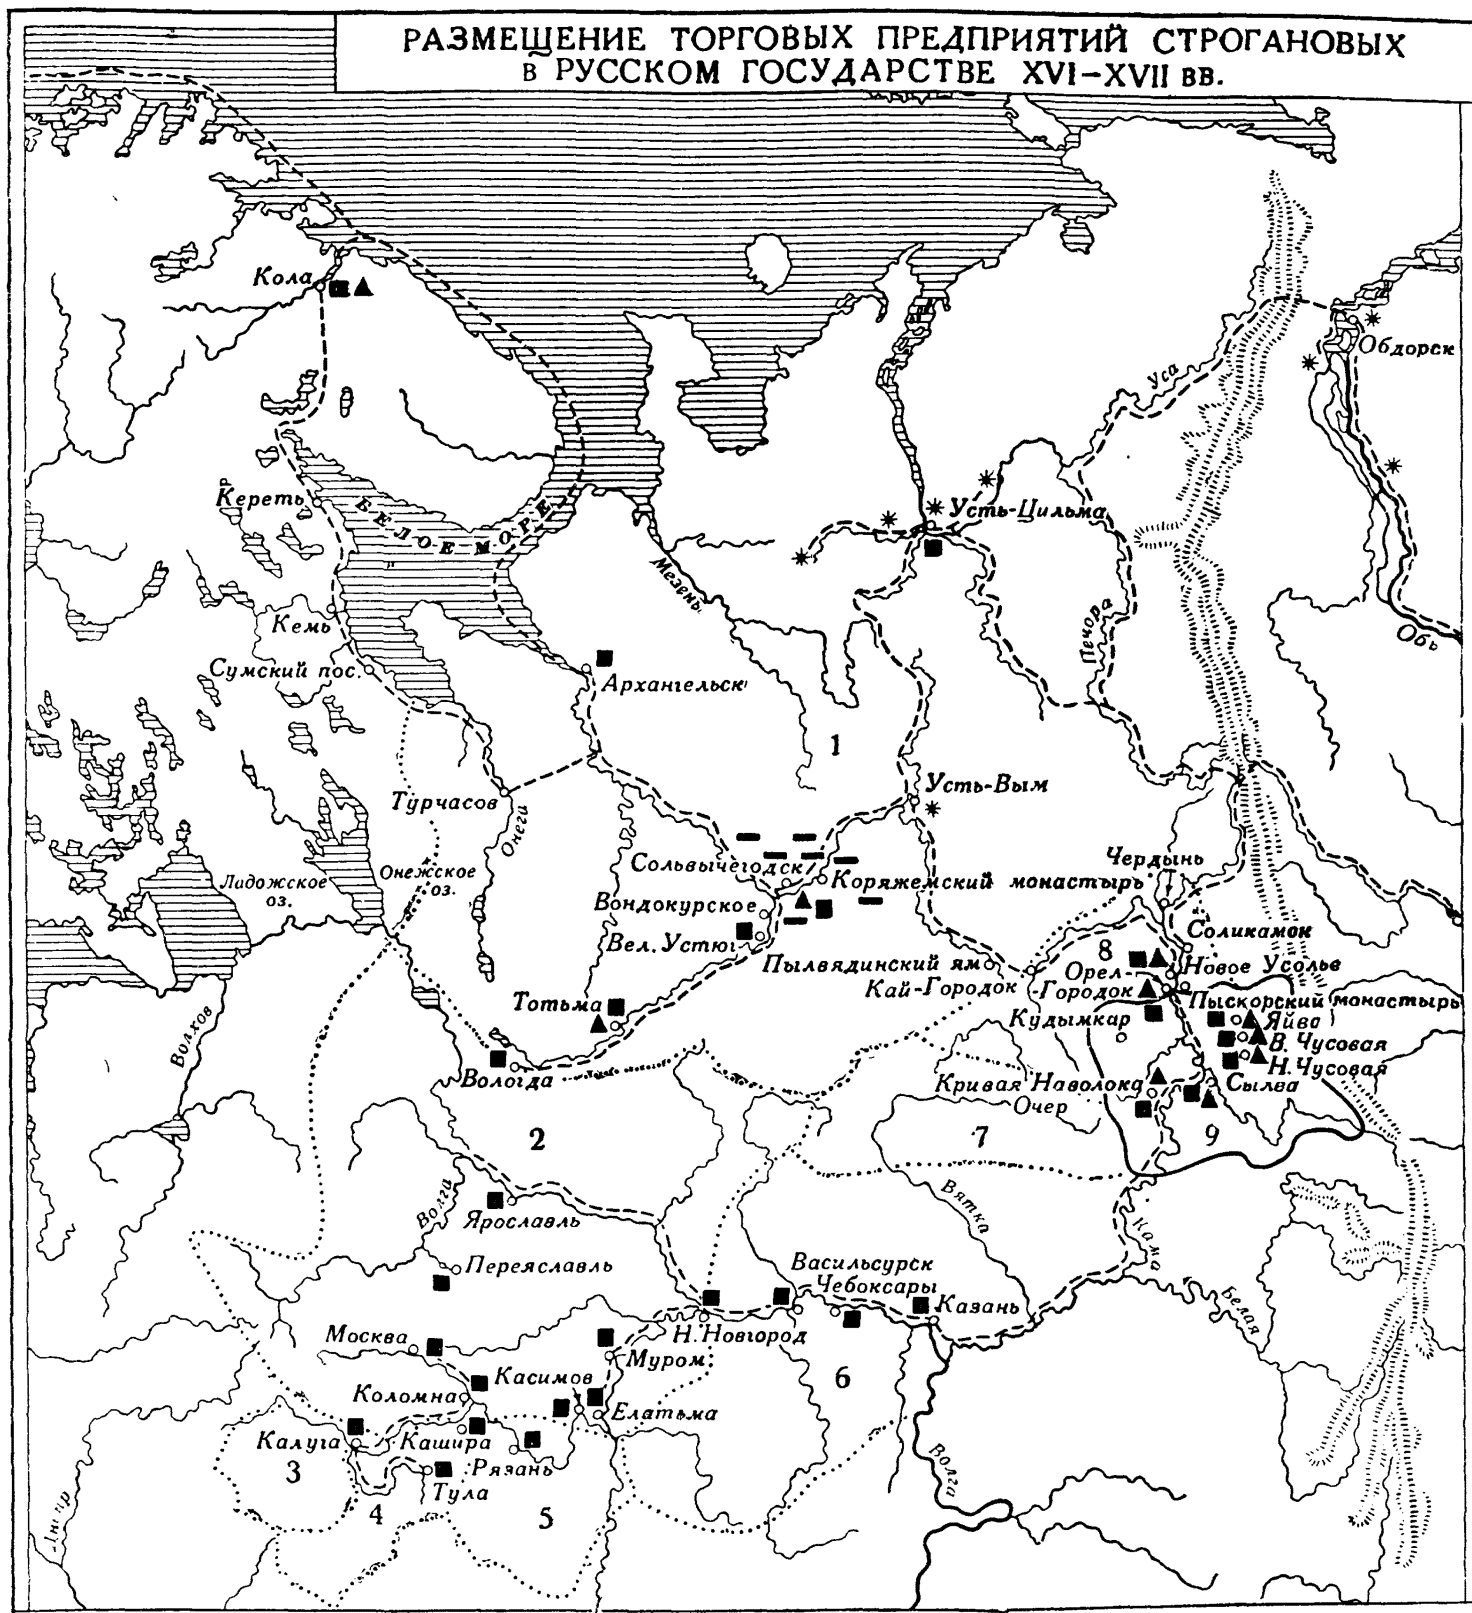 РАЗМЕЩЕНИЕ ТОРГОВЫХ ПРЕДПРИЯТИЙ СТРОГАНОВЫХ
В РУССКОМ ГОСУДАРСТВЕ XVI–XVII ВВ.
Кола
Обдорск
Уса
Кереть
БЕЛОЕ МОРЕ
Усть-Цильма
Мезень
Печора
Обь
Кемь
Сумский пос.
Архангельск
1
Усть-Вым
Турчасов
Онега
Ладожское
оз.
Онежское
оз.
Сольвычегодск
Коряжемский монастырь
Чердынь
Вондокурское
Вел. Устюг
Соликамск
Пылвядинский ям
8
Новое Усолье
Кай-Городок
Орел-
-Городок
Пыскорский монастырь
Тотьма
Кудымкар
Яйва
Волхов
В. Чусовая
Н. Чусовая
Вологда
Кривая Наволока
Сылва
Очер
2
7
9
Волга
Ярославль
Вятка
Кама
Переяславль
Васильсурск
Чебоксары
Казань
Белая
Москва
Н. Новгород
Муром
Касимов
6
Коломна
Елатьма
Калуга
Кашира
3
Рязань
Тула
4
5
Волга